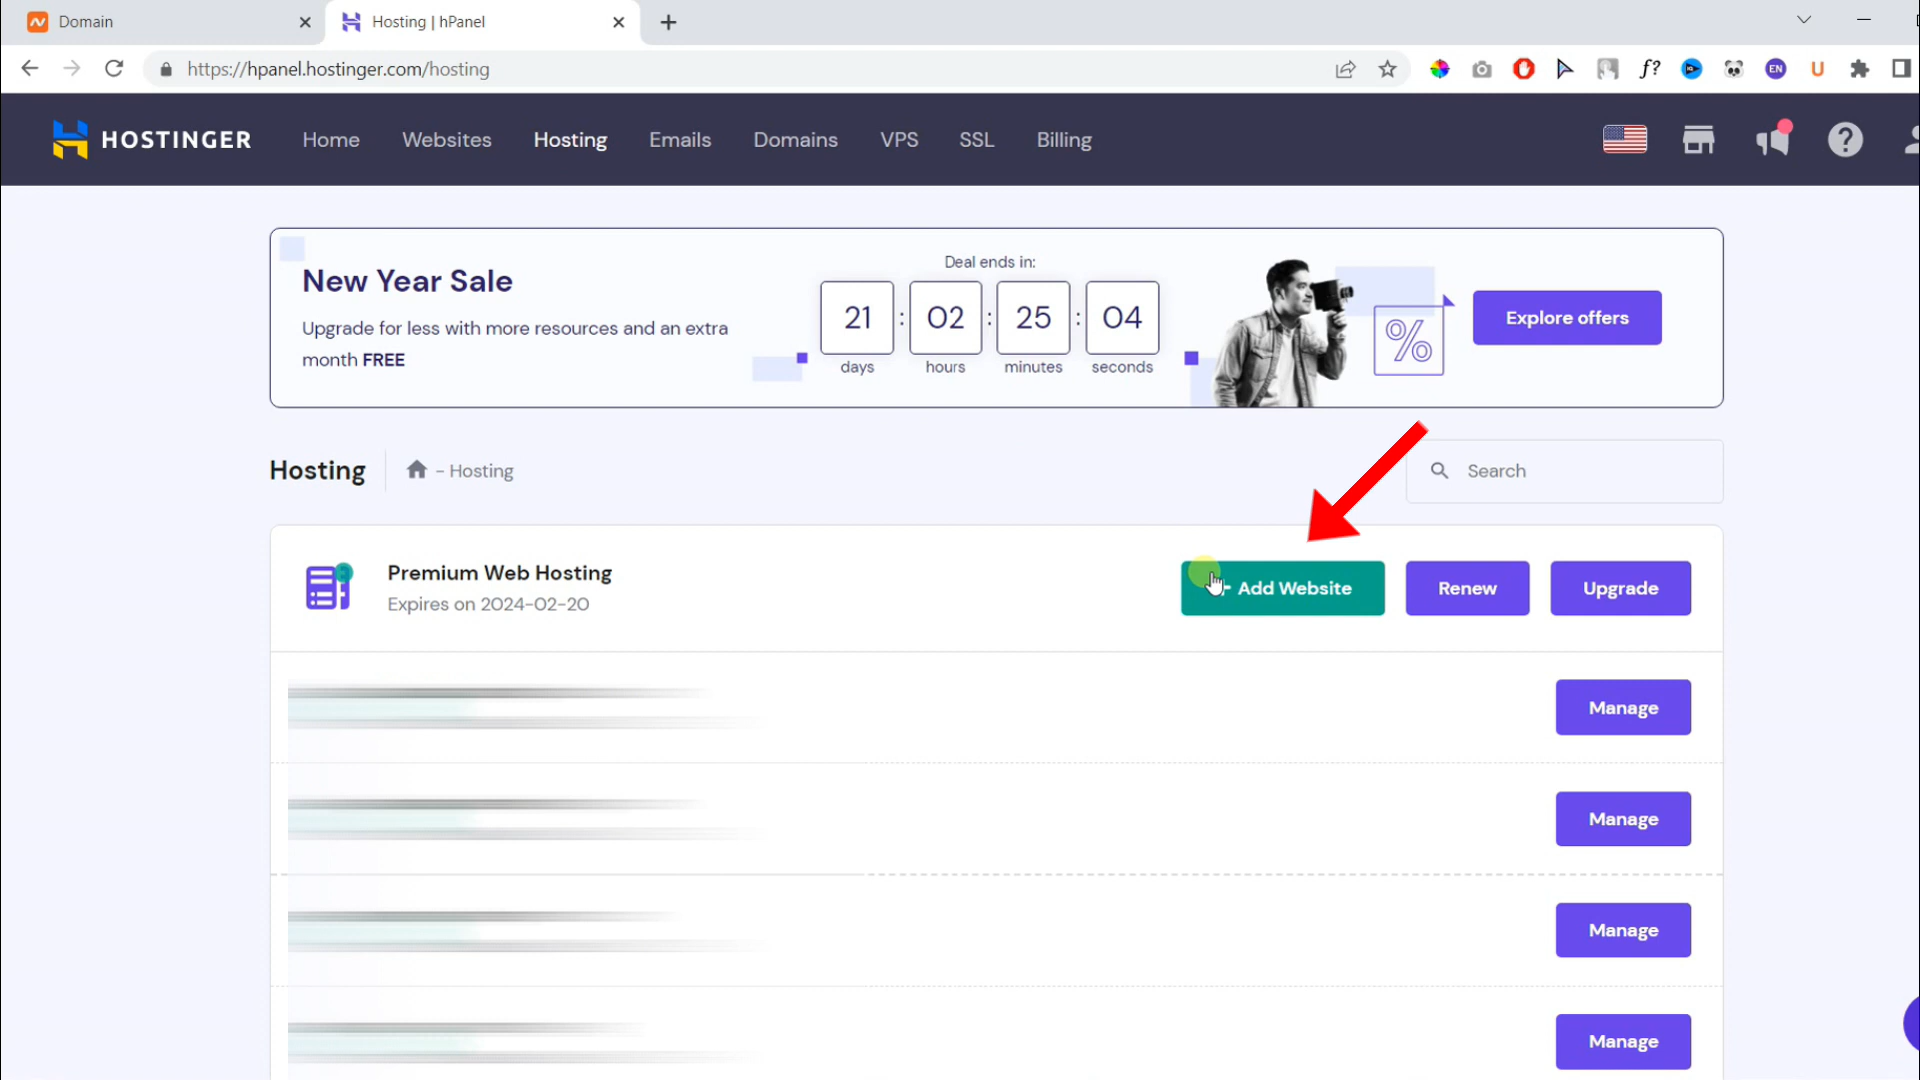 Domain
Hosting | hPanel
https://hpanel.hostinger.com/hosting
f?
EN
U
HOSTINGER
Home
Websites
Hosting
Emails
Domains
VPS
SSL
Billing
?
New Year Sale
Deal ends in:
Upgrade for less with more resources and an extra
month FREE
21 : 02 : 25 : 04
days
hours
minutes
seconds
%
Explore offers
Hosting
- Hosting
Search
Premium Web Hosting
Expires on 2024-02-20
+ Add Website
Renew
Upgrade
Manage
Manage
Manage
Manage